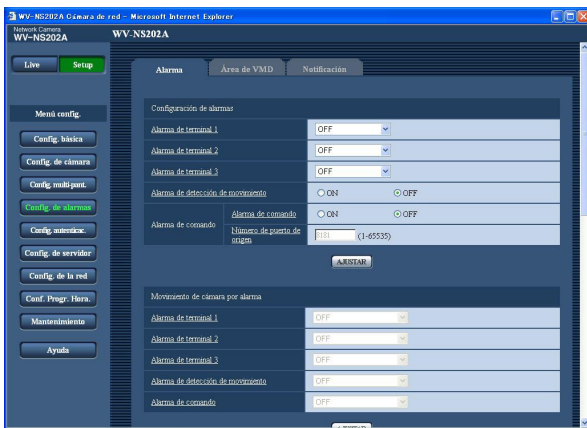 WV-NS202A Cámara de red - Microsoft Internet Explorer
Network Camera
WV-NS202A
WV-NS202A
Live
Setup
Alarma
Área de VMD
Notificación
Menú config.
Config. básica
Config. de cámara
Config. multi-pant.
Config. de alarmas
Config. autenticac.
Config. de servidor
Config. de la red
Conf. Progr. Hora.
Mantenimiento
Ayuda
Configuración de alarmas
Alarma de terminal 1 OFF
Alarma de terminal 2 OFF
Alarma de terminal 3 OFF
Alarma de detección de movimiento ON OFF
Alarma de comando
Alarma de comando ON OFF
Número de puerto de origen 8181 (1-65535)
AJUSTAR
Movimiento de cámara por alarma
Alarma de terminal 1 OFF
Alarma de terminal 2 OFF
Alarma de terminal 3 OFF
Alarma de detección de movimiento OFF
Alarma de comando OFF
AJUSTAR